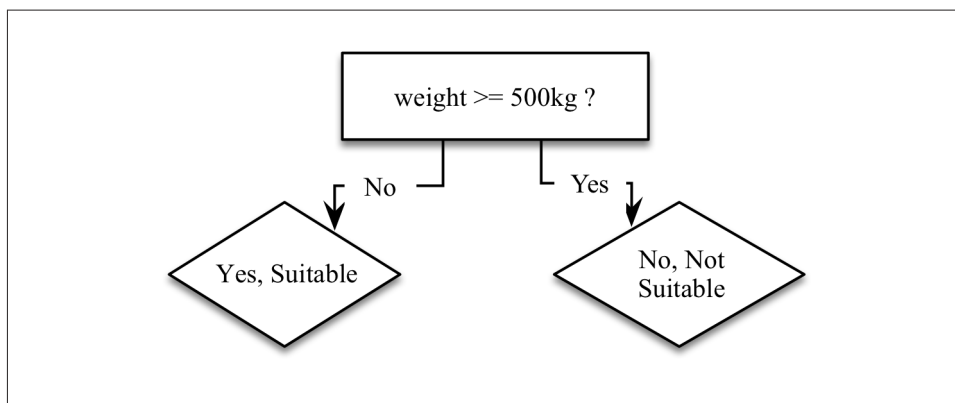 weight >= 500kg ?
No
Yes
Yes, Suitable
No, Not
Suitable